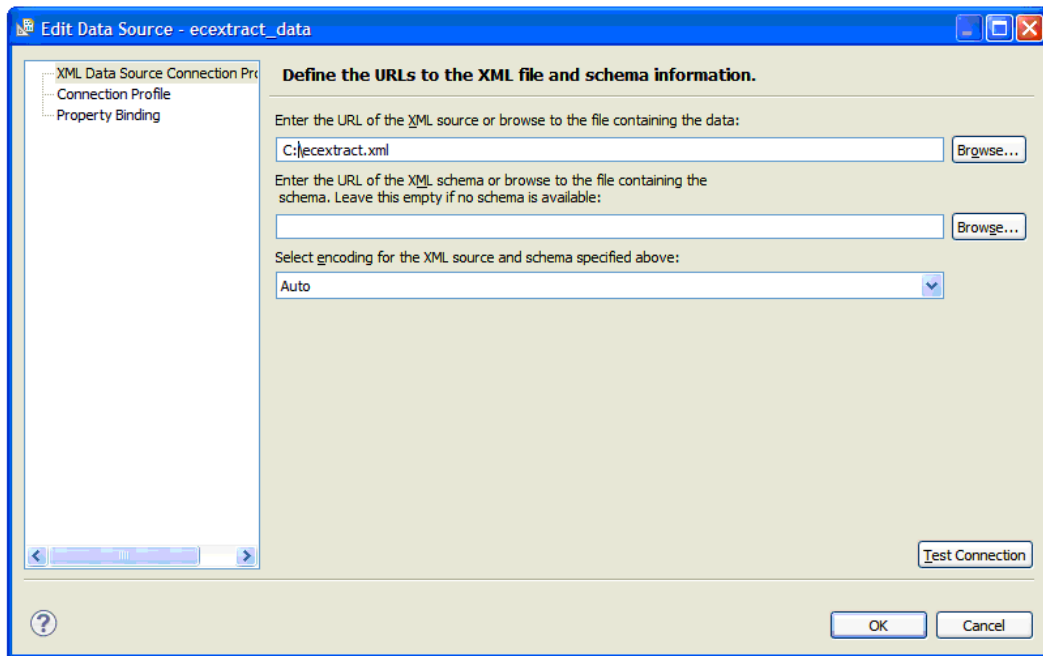 Edit Data Source - ecextract_data
XML Data Source Connection Pro
Connection Profile
Property Binding
Define the URLs to the XML file and schema information.
Enter the URL of the XML source or browse to the file containing the data:
C:\ecextract.xml
Browse...
Enter the URL of the XML schema or browse to the file containing the
schema. Leave this empty if no schema is available:
Browse...
Select encoding for the XML source and schema specified above:
Auto
Test Connection
?
OK
Cancel